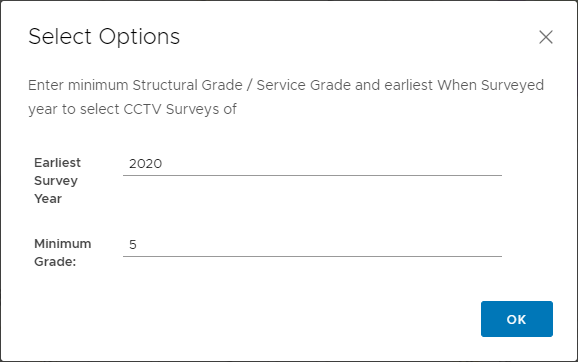 Select Options
Enter minimum Structural Grade / Service Grade and earliest When Surveyed
year to select CCTV Surveys of
Earliest
Survey
Year
2020
Minimum
Grade:
5
OK